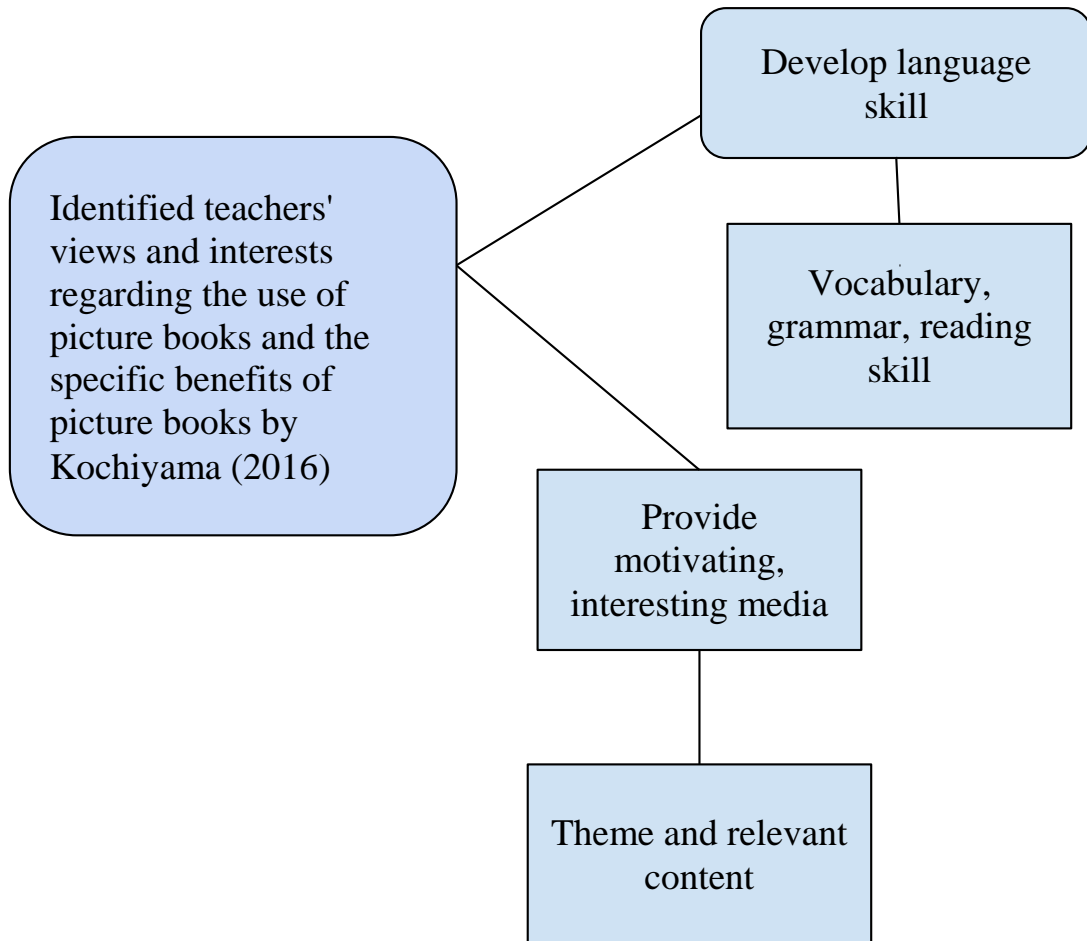 Develop language
skill
Identified teachers'
views and interests
regarding the use of
picture books and the
specific benefits of
picture books by
Kochiyama (2016)
Vocabulary,
grammar, reading
skill
Provide
motivating,
interesting media
Theme and relevant
content